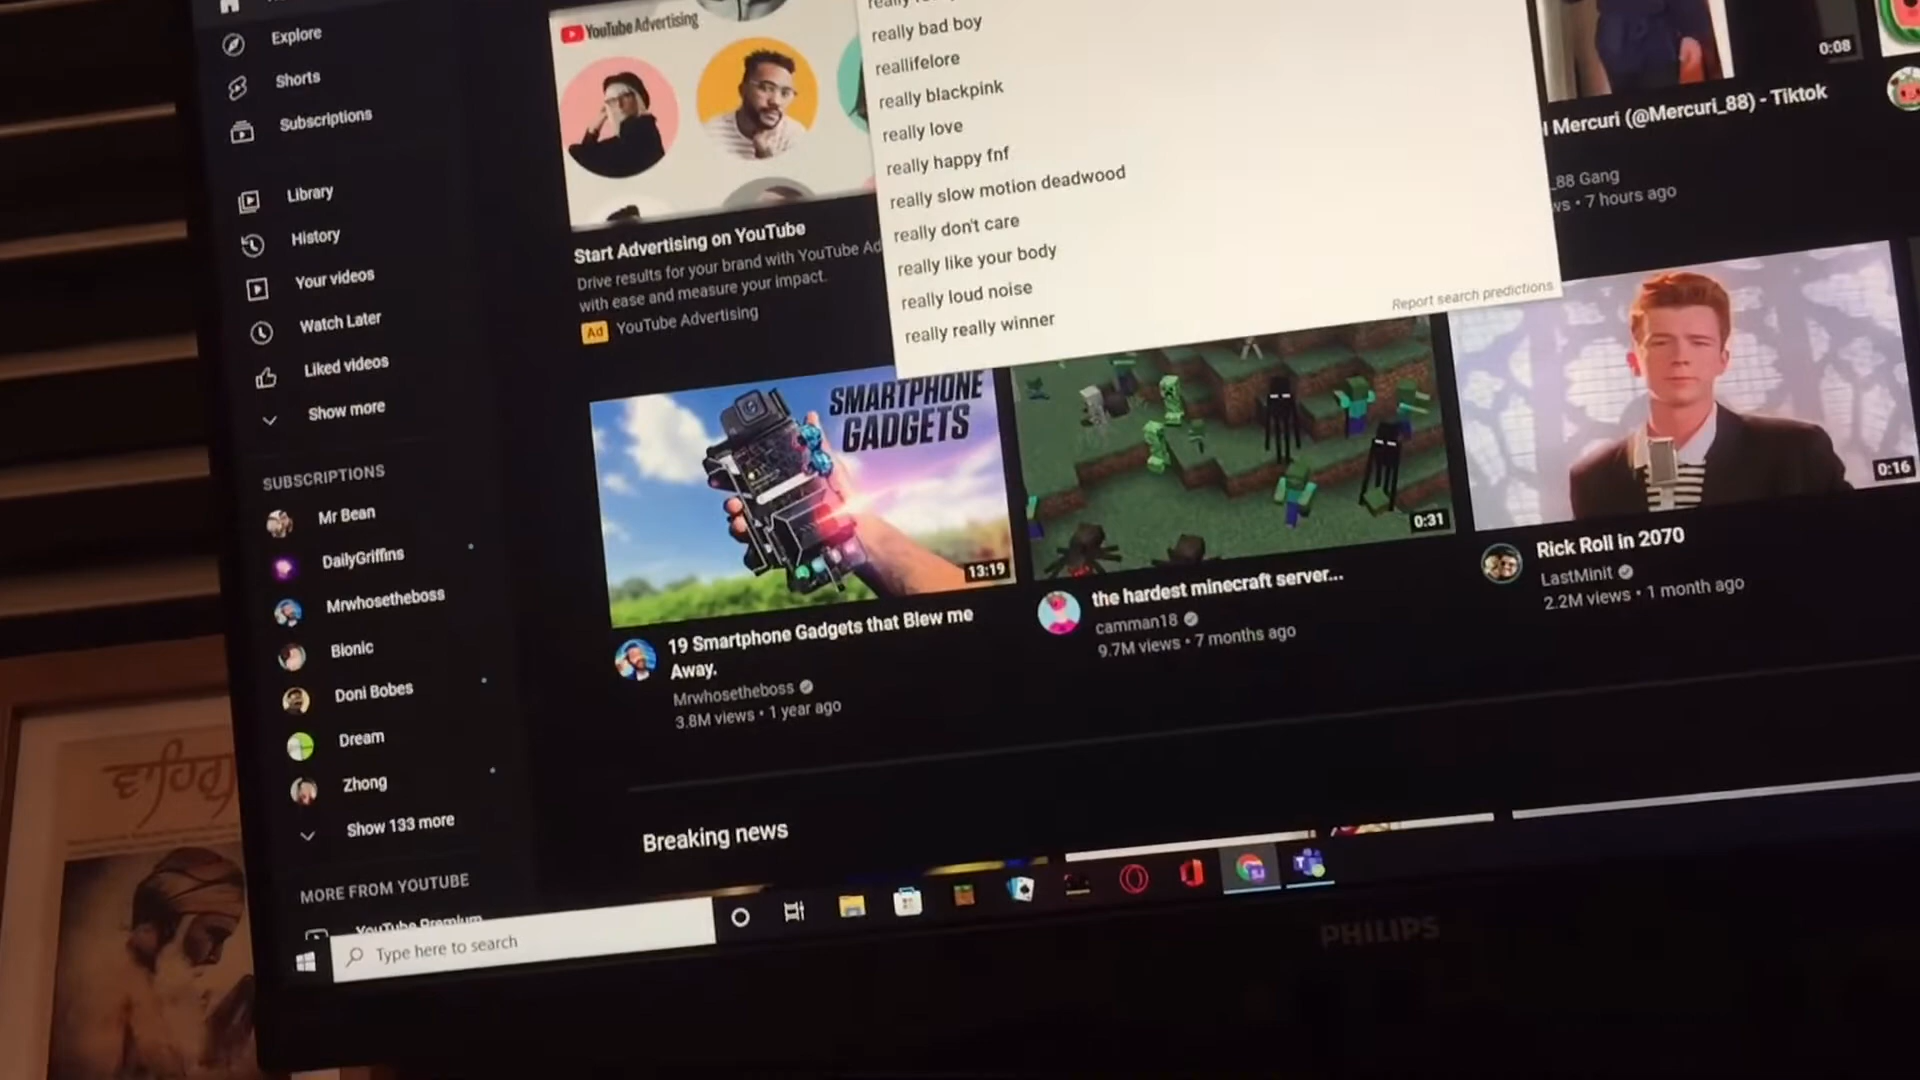 Explore
Shorts
Subscriptions
Library
History
Your videos
Watch Later
Liked videos
Show more
SUBSCRIPTIONS
Mr Bean
DailyGriffins
Mrwhosetheboss
Bionic
Doni Bobes
Dream
Zhong
Show 133 more
MORE FROM YOUTUBE
YouTube Premium
YouTube Advertising
Start Advertising on YouTube
Drive results for your brand with YouTube Ad
with ease and measure your impact.
Ad YouTube Advertising
really bad boy
reallifelore
really blackpink
really love
really happy fnf
really slow motion deadwood
really don't care
really like your body
really loud noise
really really winner
Report search predictions
0:08
Mercuri (@Mercuri_88) - Tiktok
_88 Gang
ws • 7 hours ago
SMARTPHONE
GADGETS
13:19
19 Smartphone Gadgets that Blew me
Away.
Mrwhosetheboss
3.8M views • 1 year ago
0:31
the hardest minecraft server...
camman18
9.7M views • 7 months ago
0:16
Rick Roll in 2070
LastMinit
2.2M views • 1 month ago
Breaking news
Type here to search
PHILIPS